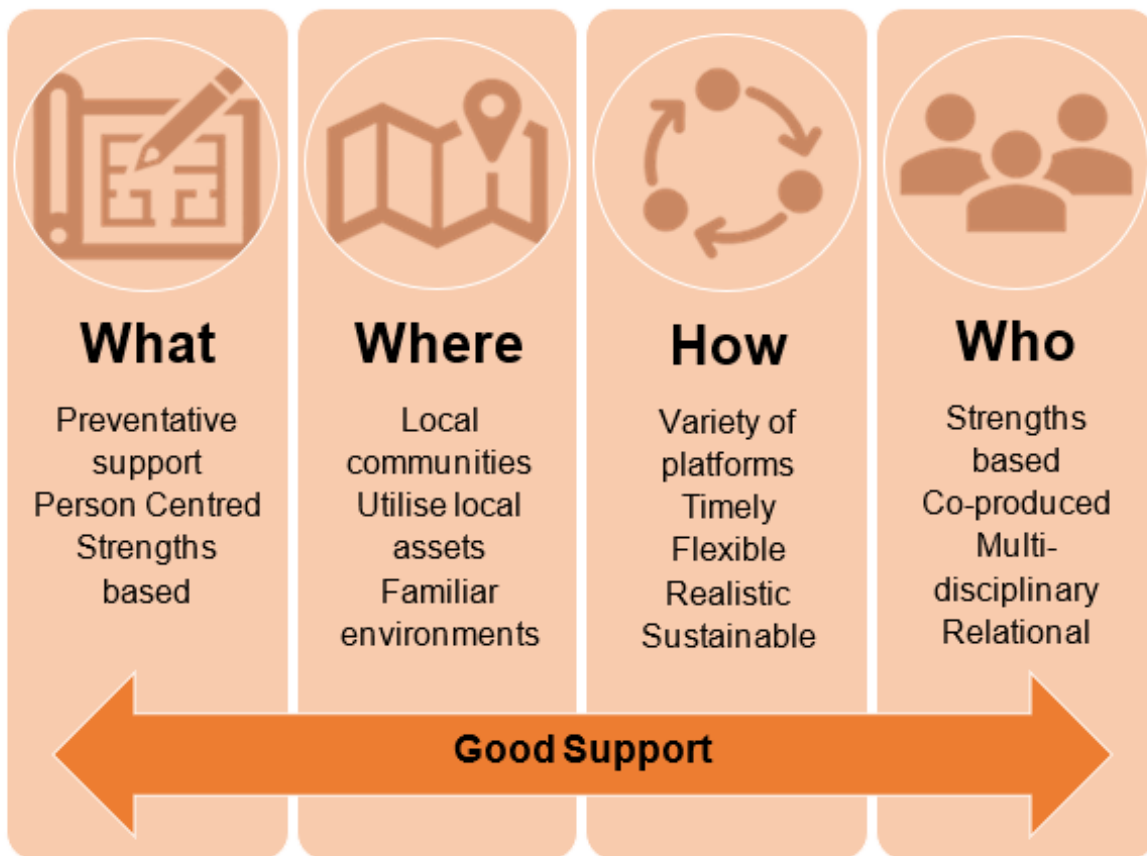 What
Preventative
support
Person Centred
Strengths
based
Where
Local
communities
Utilise local
assets
Familiar
environments
How
Variety of
platforms
Timely
Flexible
Realistic
Sustainable
Who
Strengths
based
Co-produced
Multi-
disciplinary
Relational
Good Support